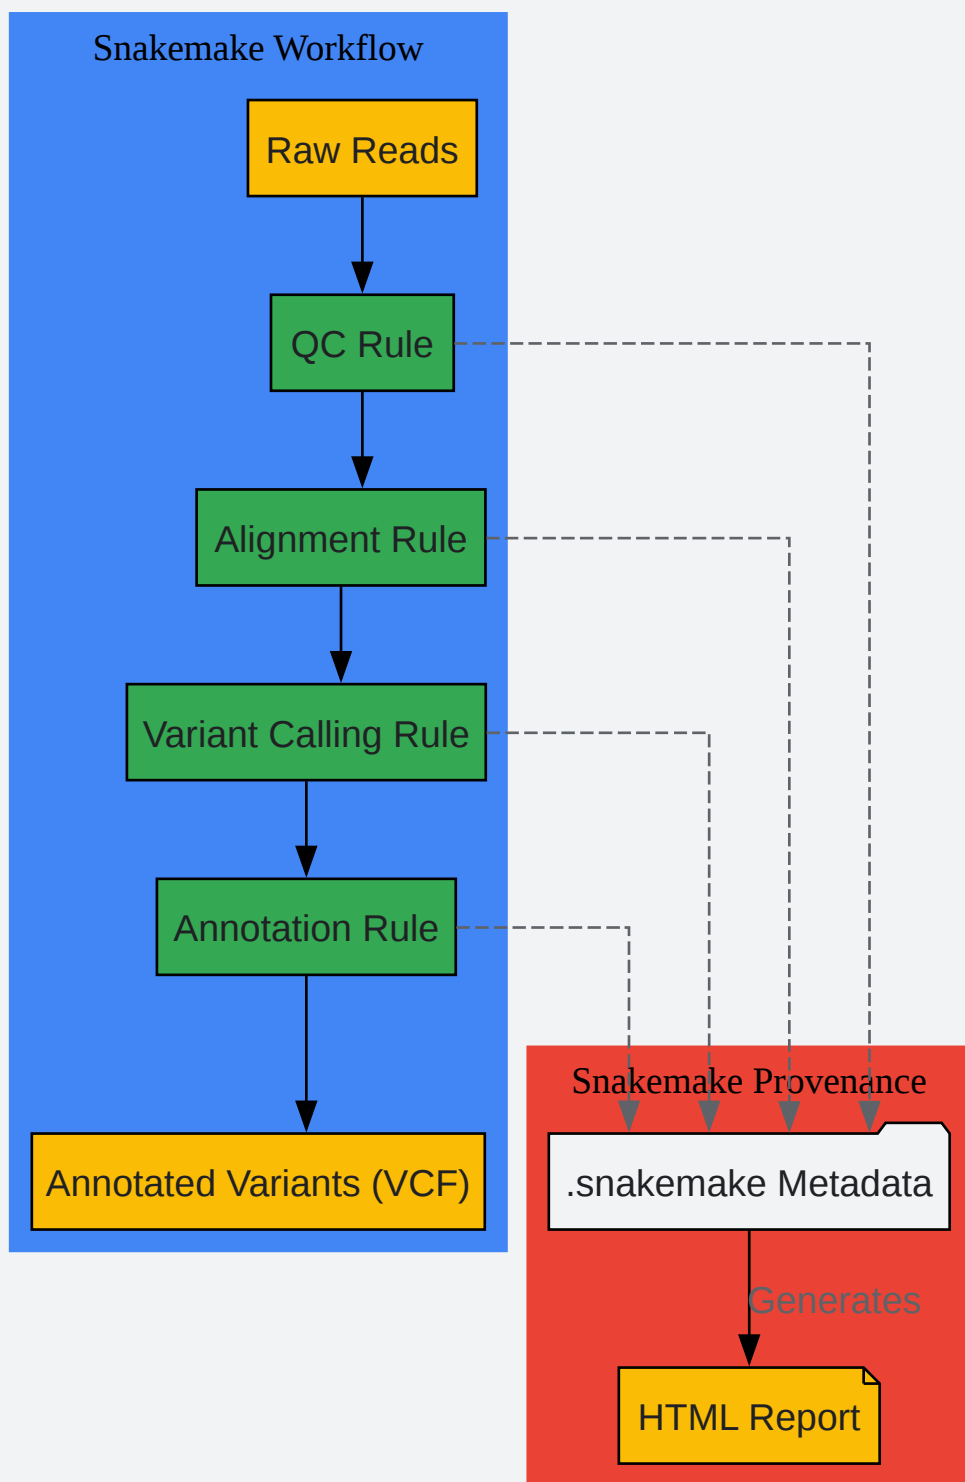 Snakemake Workflow
Raw Reads
QC Rule
Alignment Rule
Variant Calling Rule
Annotation Rule
Annotated Variants (VCF)
Snakemake Provenance
.snakemake Metadata
Generates
HTML Report